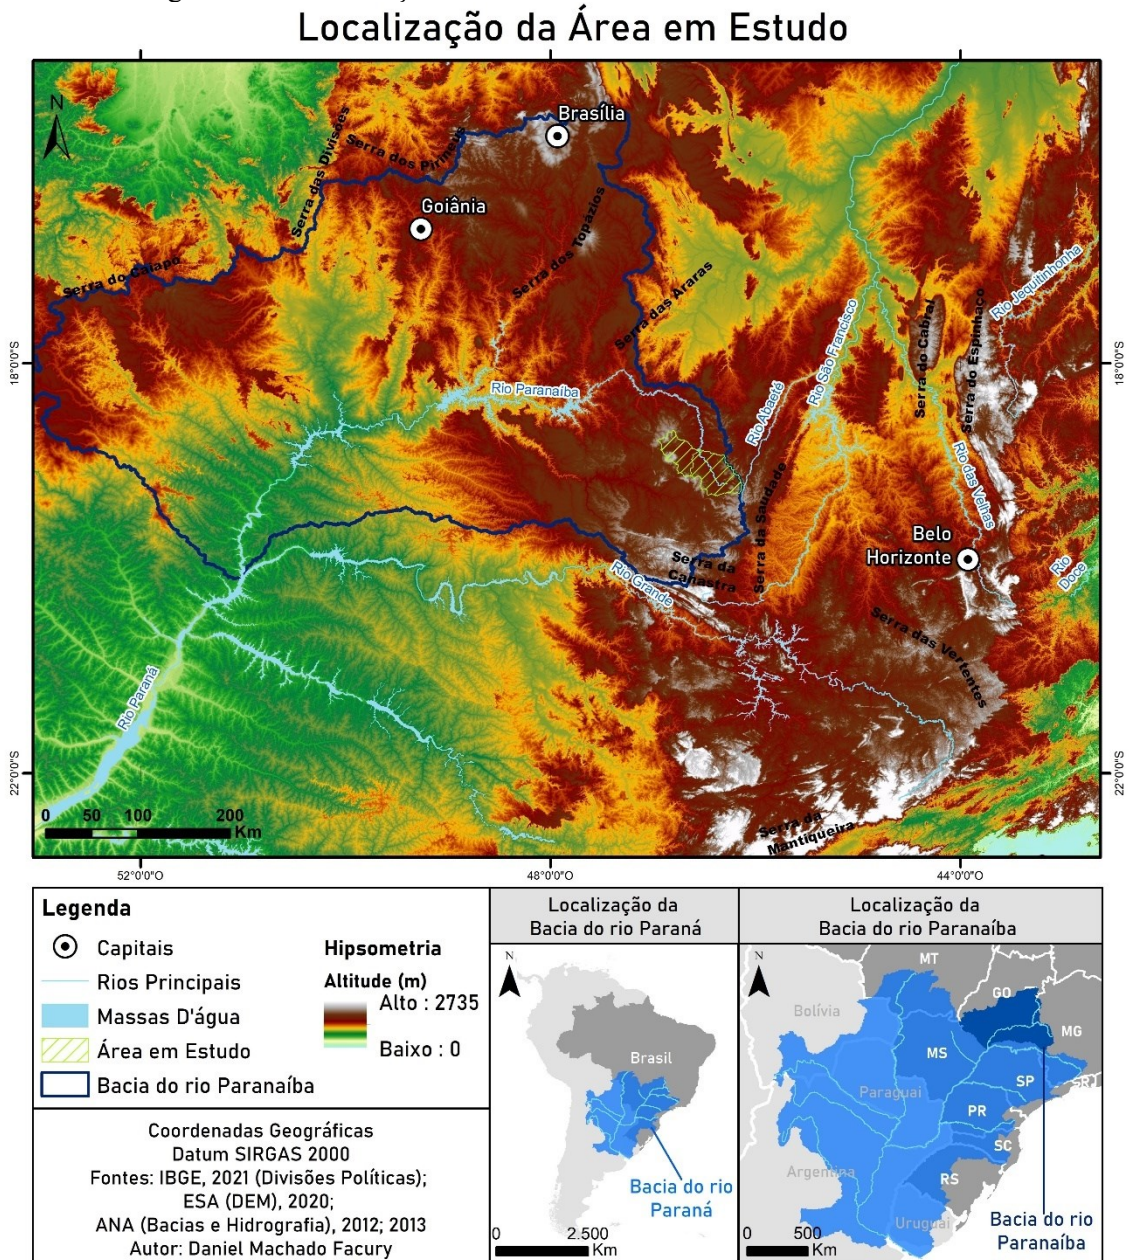 Localização da Área em Estudo
N
Brasília
Serra dos Pirineus
Serra das Divisões
Goiânia
Serra dos Topázios
Serra do Caiapo
Serra das Araras
Rio Jequitinhonha
Rio São Francisco
Serra do Cabral
Serra do Espinhaço
18°0'0"S
18°0'0"S
Rio Paranaíba
Rio Abaeté
Rio das Velhas
Serra da Saudade
Belo
Horizonte
Serra da
Canastra
Rio Grande
Rio
Doce
Serra das Vertentes
Rio Paraná
22°0'0"S
22°0'0"S
0 50 100 200
Km
Serra da
Mantiqueira
52°0'0"O
48°0'0"O
44°0'0"O
Legenda
Capitais
Rios Principais
Massas D'água
Área em Estudo
Bacia do rio Paranaíba
Hipsometria
Altitude (m)
Alto : 2735
Baixo : 0
Coordenadas Geográficas
Datum SIRGAS 2000
Fontes: IBGE, 2021 (Divisões Políticas);
ESA (DEM), 2020;
ANA (Bacias e Hidrografia), 2012; 2013
Autor: Daniel Machado Facury
Localização da
Bacia do rio Paraná
N
Brasil
Bacia do rio
Paraná
0 2.500
Km
Localização da
Bacia do rio Paranaíba
N
MT
GO
Bolívia
MG
MS
SP
Paraguai
PR
SC
Argentina
RS
Uruguai
Bacia do rio
Paranaíba
0 500
Km